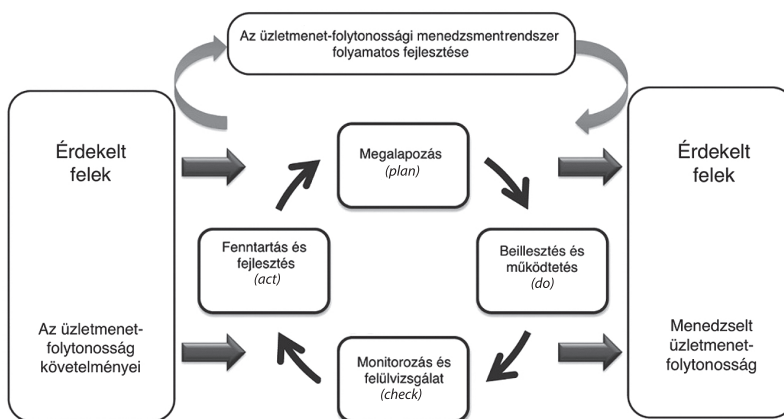 Az üzletmenet-folytonossági menedzsmentrendszer
folyamatos fejlesztése
Érdekelt
felek
Az üzletmenet-
folytonosság
követelményei
Megalapozás
(plan)
Fenntartás és
fejlesztés
(act)
Beillesztés és
működtetés
(do)
Monitorozás és
felülvizsgálat
(check)
Érdekelt
felek
Menedzselt
üzletmenet-
folytonosság